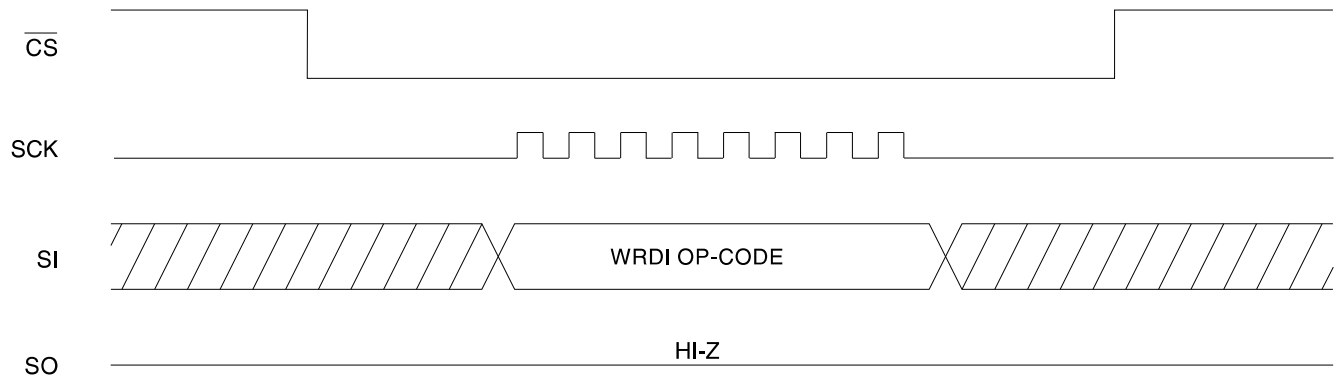 CS
SCK
SI
WRDI OP-CODE
SO
HI-Z